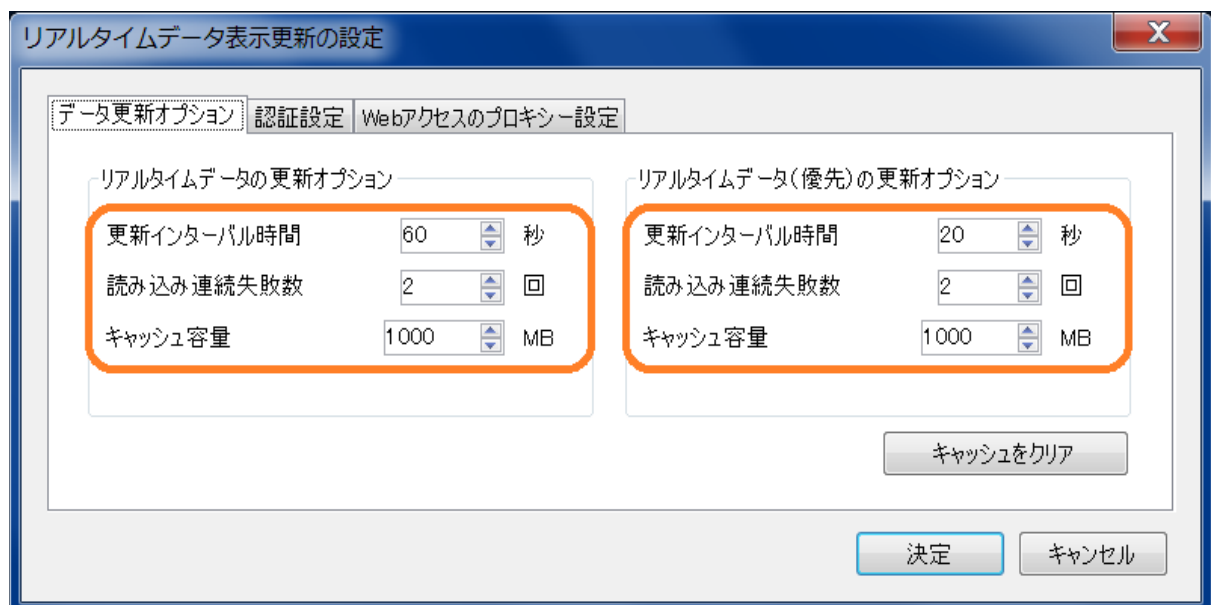 リアルタイムデータ表示更新の設定
X
データ更新オプション 認証設定 Webアクセスのプロキシー設定
リアルタイムデータの更新オプション
更新インターバル時間 60 秒
読み込み連続失敗数 2 回
キャッシュ容量 1000 MB
リアルタイムデータ(優先)の更新オプション
更新インターバル時間 20 秒
読み込み連続失敗数 2 回
キャッシュ容量 1000 MB
キャッシュをクリア
決定 キャンセル